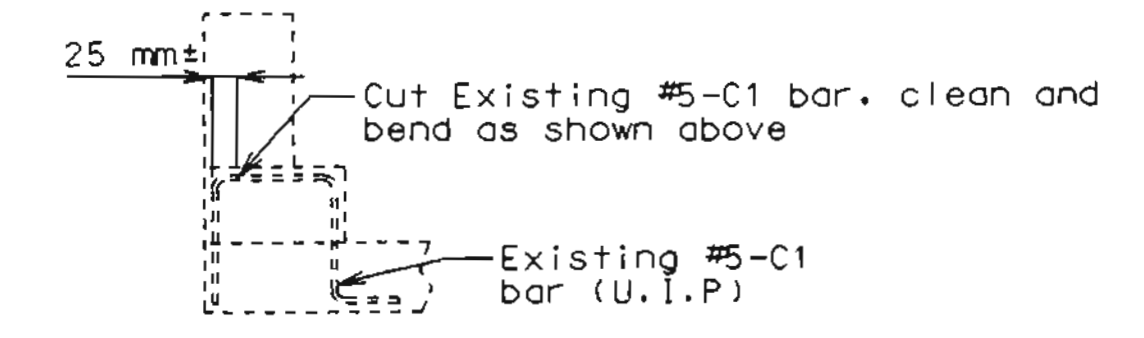 25 mm±
Cut Existing #5-C1 bar. clean and
bend as shown above
Existing #5-C1
bar (U.I.P)